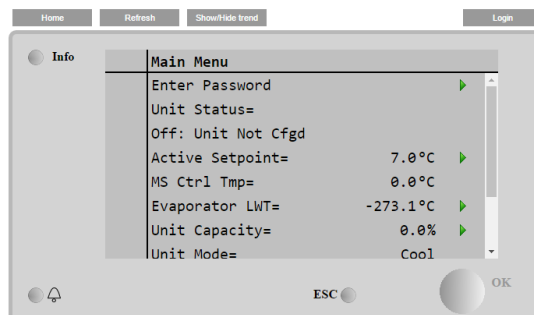 Home Refresh Show/Hide trend Login
Info
Main Menu
Enter Password
Unit Status=
Off: Unit Not Cfgd
Active Setpoint= 7.0°C
MS Ctrl Tmp= 0.0°C
Evaporator LWT= -273.1°C
Unit Capacity= 0.0%
Unit Mode= Cool
ESC OK